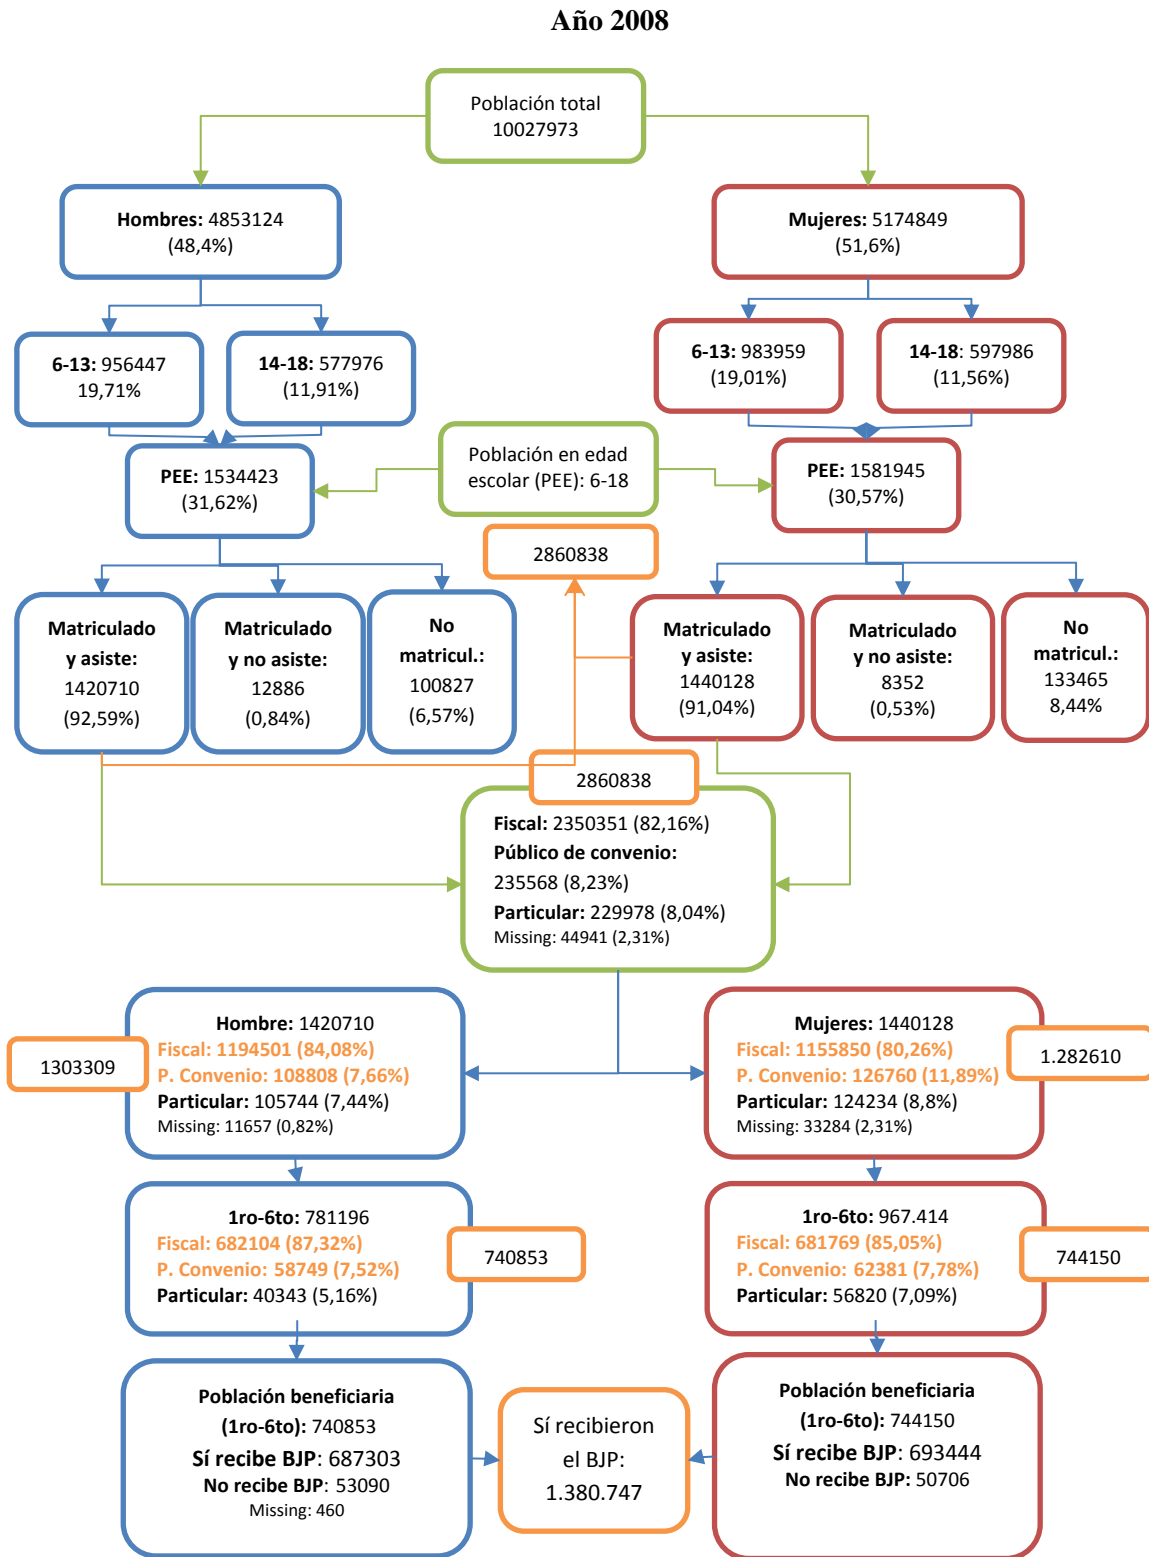 Año 2008
Población total
10027973
Hombres: 4853124
(48,4%)
Mujeres: 5174849
(51,6%)
6-13: 956447
19,71%
14-18: 577976
(11,91%)
6-13: 983959
(19,01%)
14-18: 597986
(11,56%)
PEE: 1534423
(31,62%)
Población en edad
escolar (PEE): 6-18
PEE: 1581945
(30,57%)
2860838
Matriculado
y asiste:
1420710
(92,59%)
Matriculado
y no asiste:
12886
(0,84%)
No
matricul.:
100827
(6,57%)
Matriculado
y asiste:
1440128
(91,04%)
Matriculado
y no asiste:
8352
(0,53%)
No
matricul.:
133465
8,44%
2860838
Fiscal: 2350351 (82,16%)
Público de convenio:
235568 (8,23%)
Particular: 229978 (8,04%)
Missing: 44941 (2,31%)
1303309
Hombre: 1420710
Fiscal: 1194501 (84,08%)
P. Convenio: 108808 (7,66%)
Particular: 105744 (7,44%)
Missing: 11657 (0,82%)
Mujeres: 1440128
Fiscal: 1155850 (80,26%)
P. Convenio: 126760 (11,89%)
Particular: 124234 (8,8%)
Missing: 33284 (2,31%)
1.282610
1ro-6to: 781196
Fiscal: 682104 (87,32%)
P. Convenio: 58749 (7,52%)
Particular: 40343 (5,16%)
740853
1ro-6to: 967.414
Fiscal: 681769 (85,05%)
P. Convenio: 62381 (7,78%)
Particular: 56820 (7,09%)
744150
Población beneficiaria
(1ro-6to): 740853
Sí recibe BJP: 687303
No recibe BJP: 53090
Missing: 460
Sí recibieron
el BJP:
1.380.747
Población beneficiaria
(1ro-6to): 744150
Sí recibe BJP: 693444
No recibe BJP: 50706